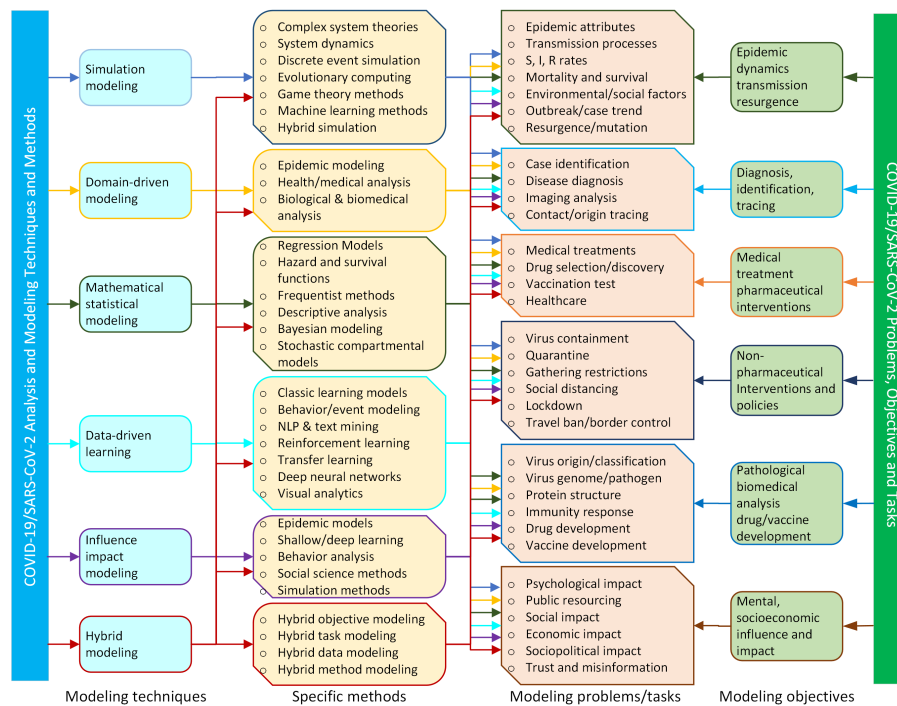 COVID-19/SARS-CoV-2 Analysis and Modeling Techniques and Methods
Simulation
modeling
Domain-driven
modeling
Mathematical
statistical
modeling
Data-driven
learning
Influence
impact
modeling
Hybrid
modeling
Modeling techniques
Complex system theories
System dynamics
Discrete event simulation
Evolutionary computing
Game theory methods
Machine learning methods
Hybrid simulation
Epidemic modeling
Health/medical analysis
Biological & biomedical
analysis
Regression Models
Hazard and survival
functions
Frequentist methods
Descriptive analysis
Bayesian modeling
Stochastic compartmental
models
Classic learning models
Behavior/event modeling
NLP & text mining
Reinforcement learning
Transfer learning
Deep neural networks
Visual analytics
Epidemic models
Shallow/deep learning
Behavior analysis
Social science methods
Simulation methods
Hybrid objective modeling
Hybrid task modeling
Hybrid data modeling
Hybrid method modeling
Specific methods
Epidemic attributes
Transmission processes
S, I, R rates
Mortality and survival
Environmental/social factors
Outbreak/case trend
Resurgence/mutation
Case identification
Disease diagnosis
Imaging analysis
Contact/origin tracing
Medical treatments
Drug selection/discovery
Vaccination test
Healthcare
Virus containment
Quarantine
Gathering restrictions
Social distancing
Lockdown
Travel ban/border control
Virus origin/classification
Virus genome/pathogen
Protein structure
Immunity response
Drug development
Vaccine development
Psychological impact
Public resourcing
Social impact
Economic impact
Sociopolitical impact
Trust and misinformation
Modeling problems/tasks
Epidemic
dynamics
transmission
resurgence
Diagnosis,
identification,
tracing
Medical
treatment
pharmaceutical
interventions
Non-
pharmaceutical
Interventions and
policies
Pathological
biomedical
analysis
drug/vaccine
development
Mental,
socioeconomic
influence and
impact
Modeling objectives
COVID-19/SARS-CoV-2 Problems, Objectives and Tasks